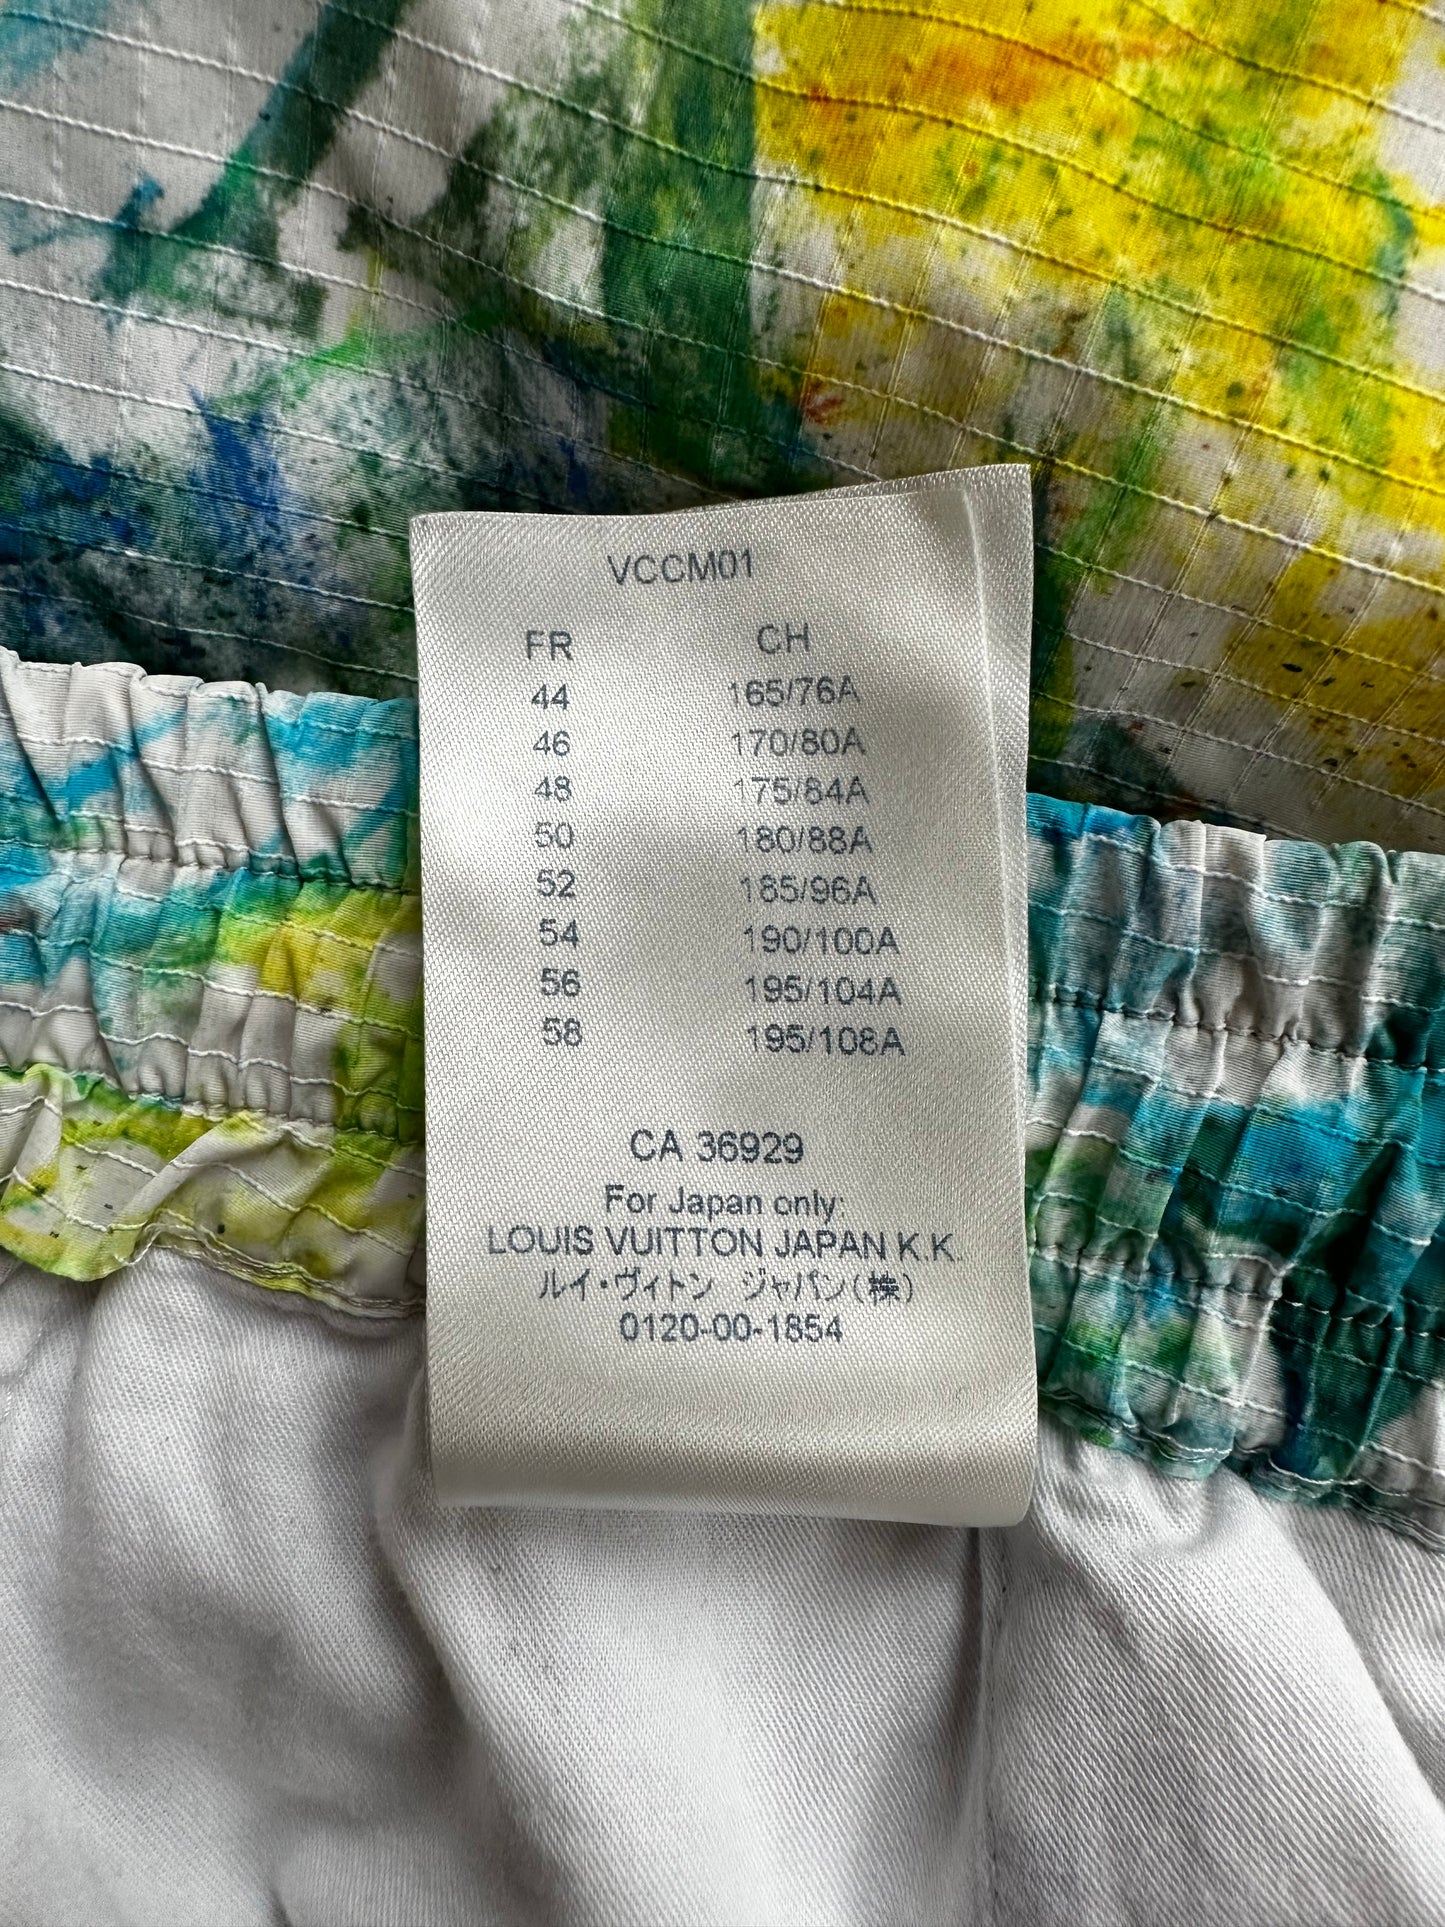 VCCM01
FR CH
44 165/76A
46 170/80A
48 175/84A
50 180/88A
52 185/96A
54 190/100A
56 195/104A
58 195/108A
CA 36929
For Japan only:
LOUIS VUITTON JAPAN K.K.
ルイ・ヴィトン ジャパン(株)
0120-00-1854